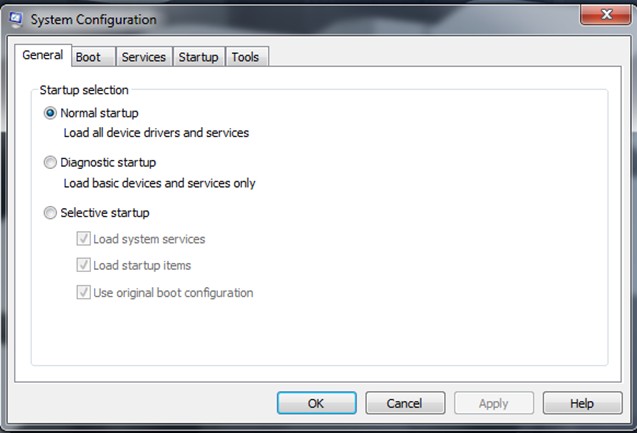 System Configuration
General Boot Services Startup Tools
Startup selection
Normal startup
Load all device drivers and services
Diagnostic startup
Load basic devices and services only
Selective startup
Load system services
Load startup items
Use original boot configuration
OK Cancel Apply Help